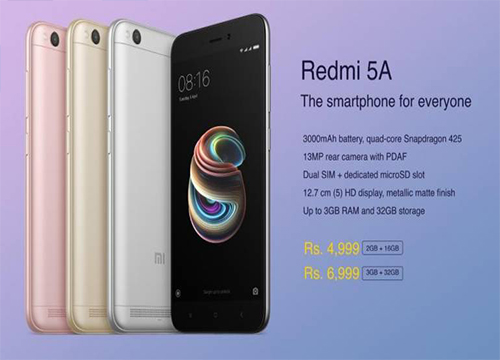 08:16
Redmi 5A
The smartphone for everyone
3000mAh battery, quad-core Snapdragon 425
13MP rear camera with PDAF
Dual SIM + dedicated microSD slot
12.7 cm (5) HD display, metallic matte finish
Up to 3GB RAM and 32GB storage
Rs. 4,999 2GB + 16GB
Rs. 6,999 3GB + 32GB
mi